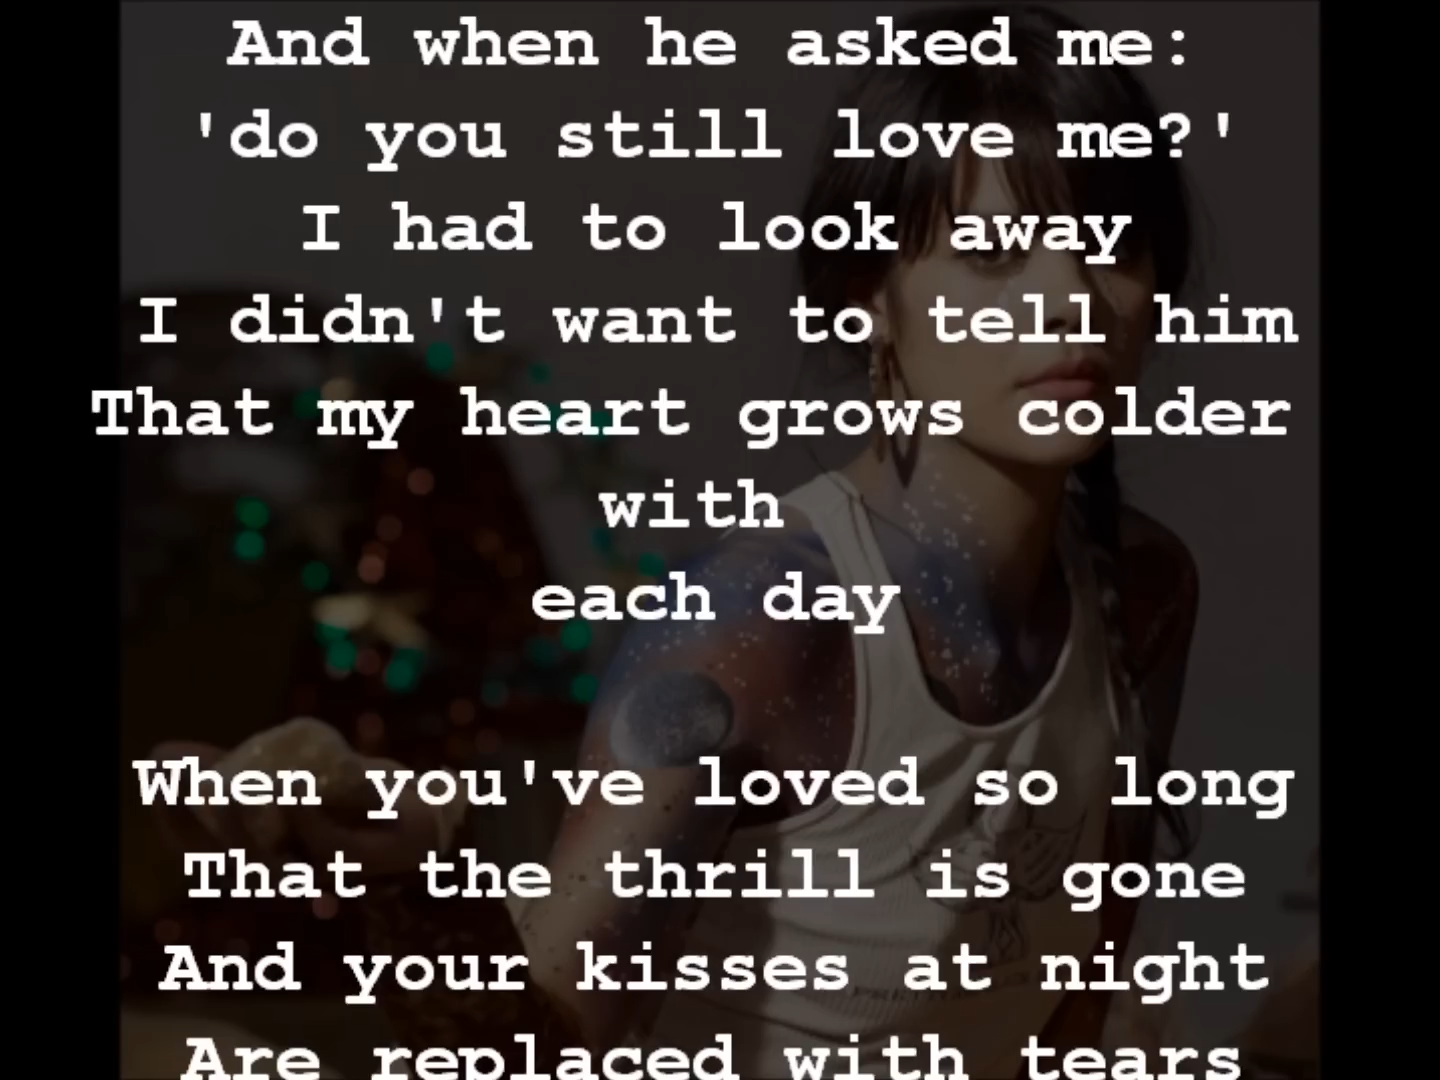 And when he asked me:
'do you still love me?'
I had to look away
I didn't want to tell him
That my heart grows colder
with
each day
When you've loved so long
That the thrill is gone
And your kisses at night
Are replaced with tears